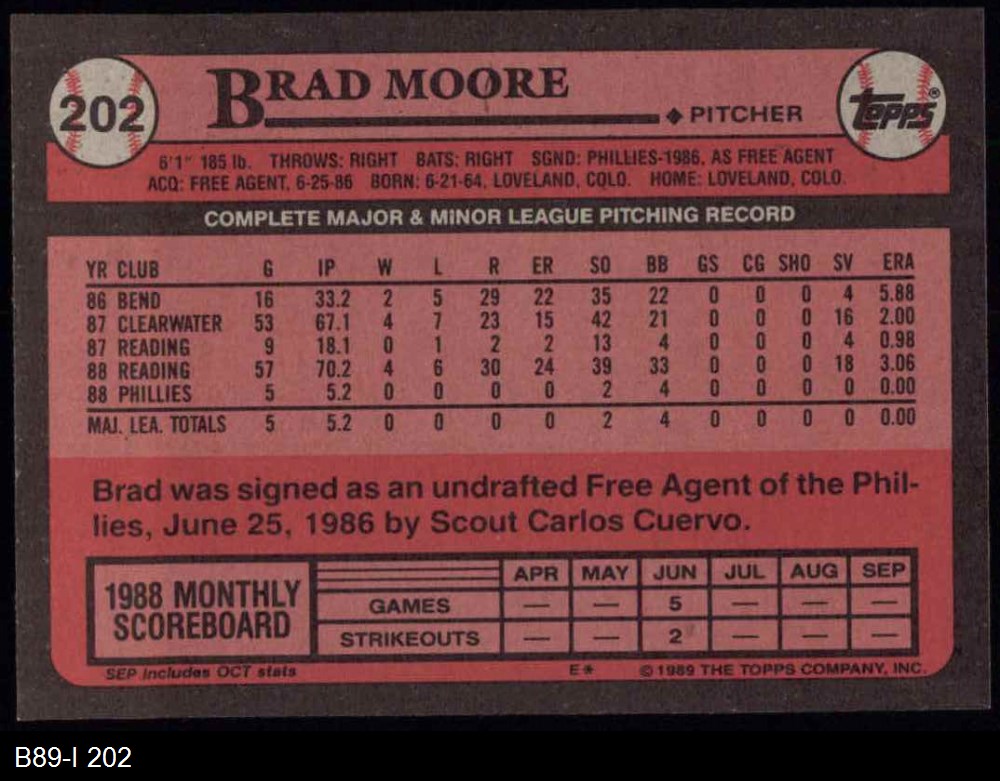 202
BRAD MOORE
◆ PITCHER
TOPPS®
6'1" 185 lb. THROWS: RIGHT BATS: RIGHT SGND: PHILLIES-1986, AS FREE AGENT
ACQ: FREE AGENT, 6-25-86 BORN: 6-21-64, LOVELAND, COLO. HOME: LOVELAND, COLO.
COMPLETE MAJOR & MINOR LEAGUE PITCHING RECORD
YR CLUB G IP W L R ER SO BB GS CG SHO SV ERA
86 BEND 16 33.2 2 5 29 22 35 22 0 0 0 4 5.88
87 CLEARWATER 53 67.1 4 7 23 15 42 21 0 0 0 16 2.00
87 READING 9 18.1 0 1 2 2 13 4 0 0 0 4 0.98
88 READING 57 70.2 4 6 30 24 39 33 0 0 0 18 3.06
88 PHILLIES 5 5.2 0 0 0 0 2 4 0 0 0 0 0.00
MAJ. LEA. TOTALS 5 5.2 0 0 0 0 2 4 0 0 0 0 0.00
Brad was signed as an undrafted Free Agent of the Phil-
lies, June 25, 1986 by Scout Carlos Cuervo.
1988 MONTHLY
SCOREBOARD
APR MAY JUN JUL AUG SEP
GAMES — — 5 — — —
STRIKEOUTS — — 2 — — —
SEP Includes OCT stats E* © 1989 THE TOPPS COMPANY, INC.
B89-I 202